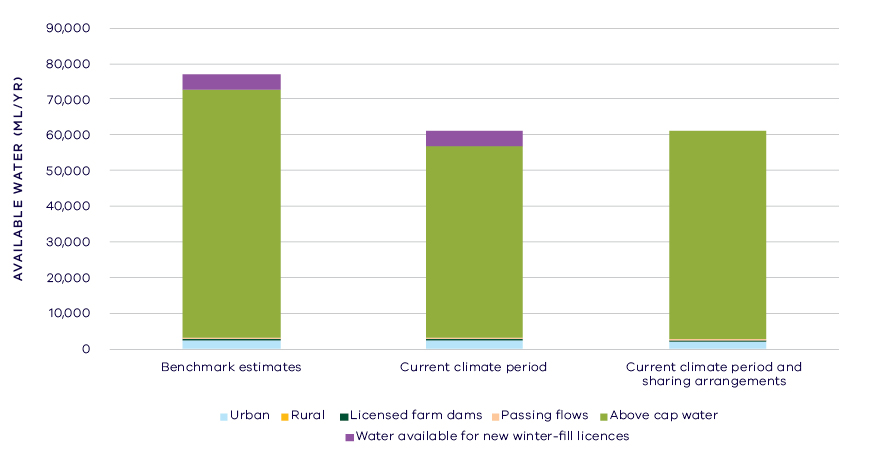 90,000
80,000
70,000
60,000
50,000
40,000
30,000
20,000
10,000
0
AVAILABLE WATER (ML/YR)
Benchmark estimates
Current climate period
Current climate period and
sharing arrangements
Urban Rural Licensed farm dams Passing flows Above cap water
Water available for new winter-fill licences